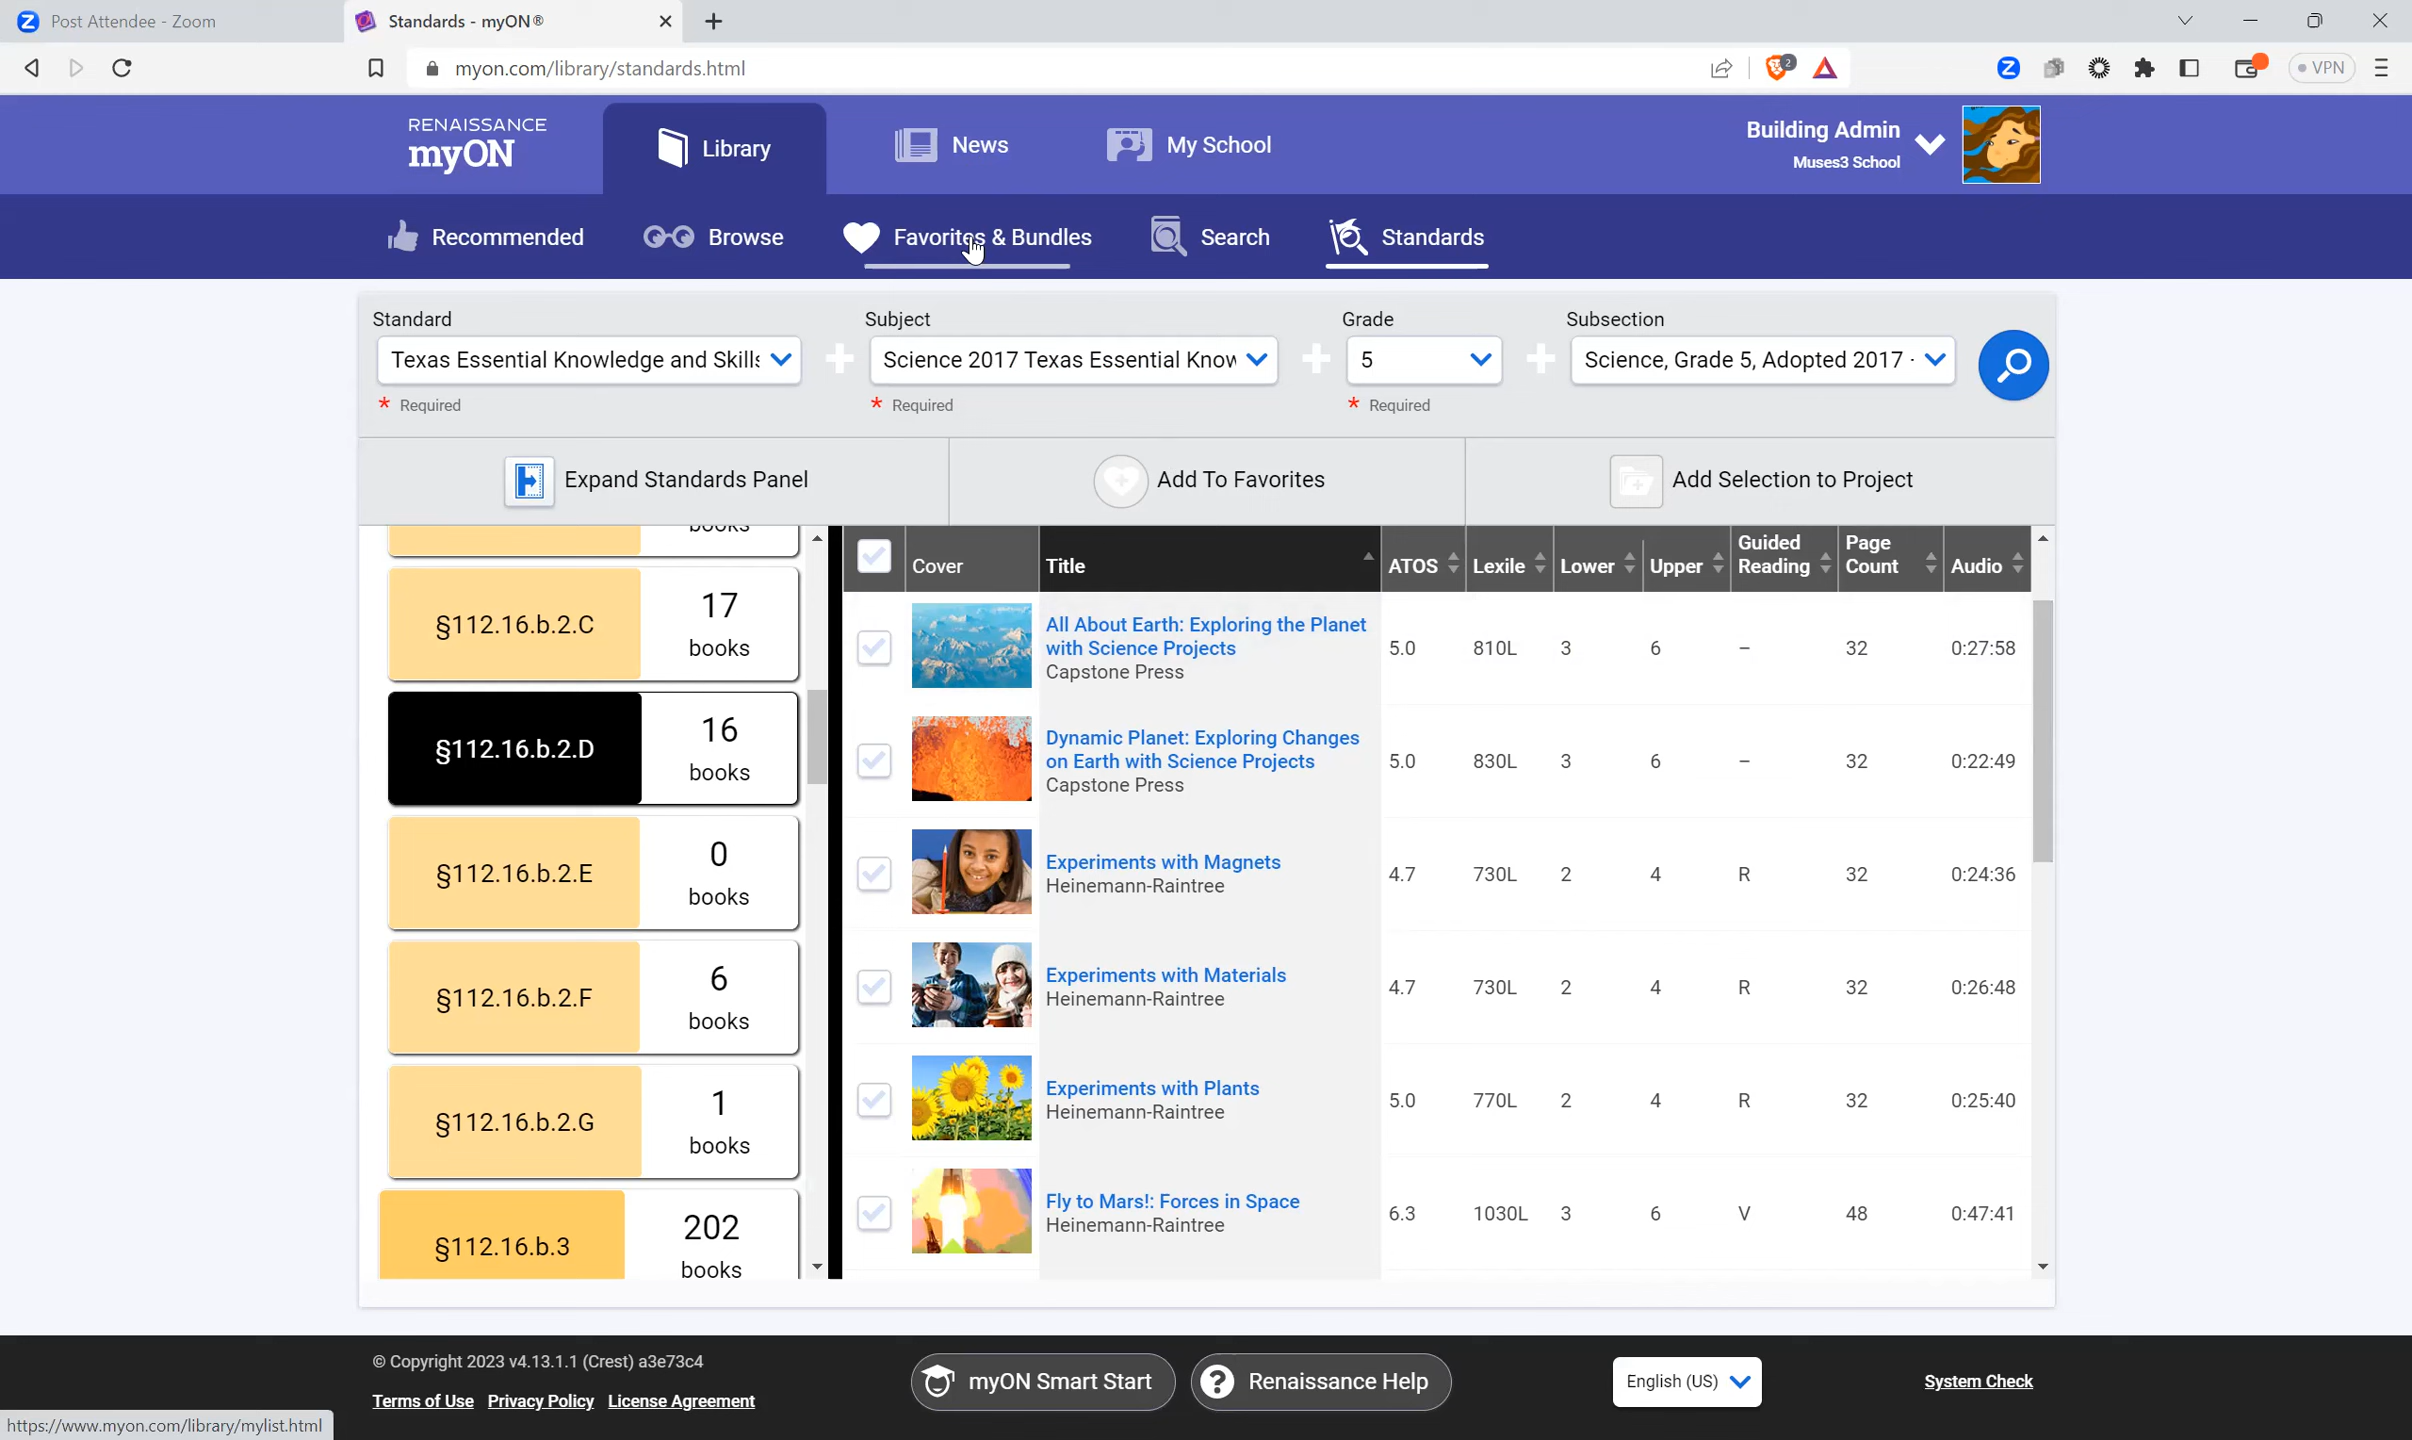 Post Attendee - Zoom
Standards - myON®
myon.com/library/standards.html
2
VPN
RENAISSANCE
myON
Library
News
My School
Building Admin
Muses3 School
Recommended
Browse
Favorites & Bundles
Search
Standards
Standard
Subject
Grade
Subsection
Texas Essential Knowledge and Skills
Science 2017 Texas Essential Know
5
Science, Grade 5, Adopted 2017 -
* Required
* Required
* Required
Expand Standards Panel
Add To Favorites
Add Selection to Project
books
§112.16.b.2.C
17
books
§112.16.b.2.D
16
books
§112.16.b.2.E
0
books
§112.16.b.2.F
6
books
§112.16.b.2.G
1
books
§112.16.b.3
202
books
Cover
Title
ATOS
Lexile
Lower
Upper
Guided
Reading
Page
Count
Audio
All About Earth: Exploring the Planet
with Science Projects
Capstone Press
5.0 810L 3 6 – 32 0:27:58
Dynamic Planet: Exploring Changes
on Earth with Science Projects
Capstone Press
5.0 830L 3 6 – 32 0:22:49
Experiments with Magnets
Heinemann-Raintree
4.7 730L 2 4 R 32 0:24:36
Experiments with Materials
Heinemann-Raintree
4.7 730L 2 4 R 32 0:26:48
Experiments with Plants
Heinemann-Raintree
5.0 770L 2 4 R 32 0:25:40
Fly to Mars!: Forces in Space
Heinemann-Raintree
6.3 1030L 3 6 V 48 0:47:41
© Copyright 2023 v4.13.1.1 (Crest) a3e73c4
Terms of Use Privacy Policy License Agreement
myON Smart Start
Renaissance Help
English (US)
System Check
https://www.myon.com/library/mylist.html